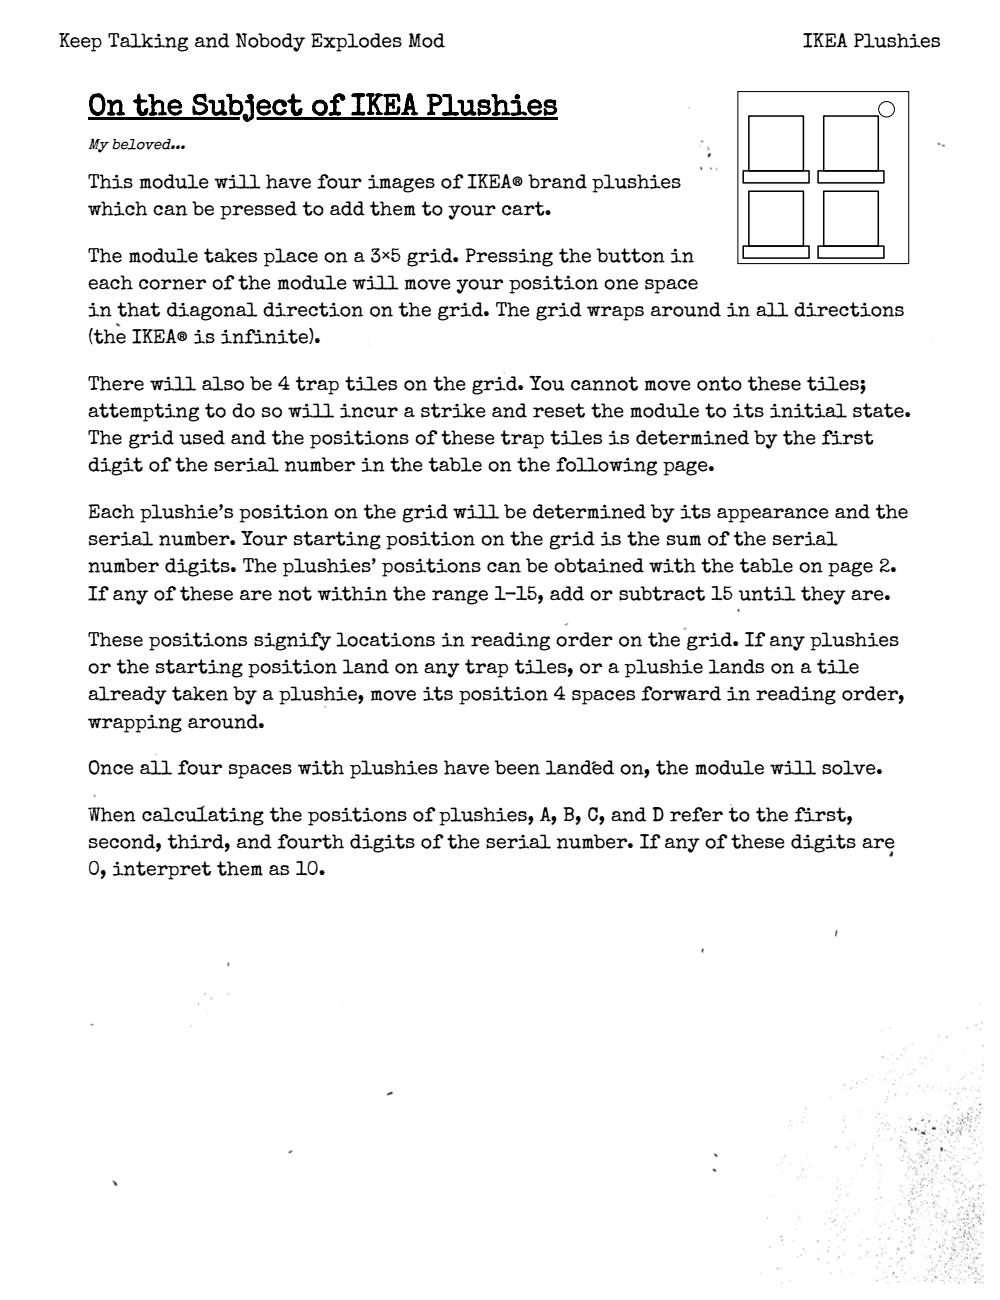 Keep Talking and Nobody Explodes Mod
IKEA Plushies
On the Subject of IKEA Plushies
My beloved...
This module will have four images of IKEA® brand plushies
which can be pressed to add them to your cart.
The module takes place on a 3×5 grid. Pressing the button in
each corner of the module will move your position one space
in that diagonal direction on the grid. The grid wraps around in all directions
(the IKEA® is infinite).
There will also be 4 trap tiles on the grid. You cannot move onto these tiles;
attempting to do so will incur a strike and reset the module to its initial state.
The grid used and the positions of these trap tiles is determined by the first
digit of the serial number in the table on the following page.
Each plushie's position on the grid will be determined by its appearance and the
serial number. Your starting position on the grid is the sum of the serial
number digits. The plushies' positions can be obtained with the table on page 2.
If any of these are not within the range 1-15, add or subtract 15 until they are.
These positions signify locations in reading order on the grid. If any plushies
or the starting position land on any trap tiles, or a plushie lands on a tile
already taken by a plushie, move its position 4 spaces forward in reading order,
wrapping around.
Once all four spaces with plushies have been landed on, the module will solve.
When calculating the positions of plushies, A, B, C, and D refer to the first,
second, third, and fourth digits of the serial number. If any of these digits are
0, interpret them as 10.